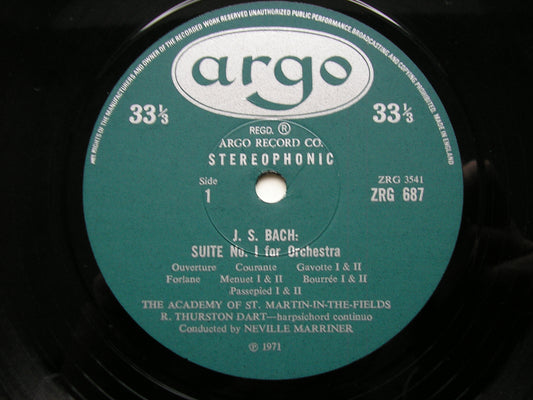 ALL RIGHTS OF THE MANUFACTURERS AND OWNER OF THE RECORDED WORK RESERVED UNAUTHORIZED PUBLIC PERFORMANCE, BROADCASTING AND COPYING PROHIBITED. MADE IN ENGLAND
argo
33⅓ 33⅓
REGD. ®
ARGO RECORD CO.
STEREOPHONIC
Side ZRG 3541
1 ZRG 687
J. S. BACH:
SUITE No. 1 for Orchestra
Ouverture Courante Gavotte I & II
Forlane Menuet I & II Bourrée I & II
Passepied I & II
THE ACADEMY OF ST. MARTIN-IN-THE-FIELDS
R. THURSTON DART—harpsichord continuo
Conducted by NEVILLE MARRINER
℗ 1971